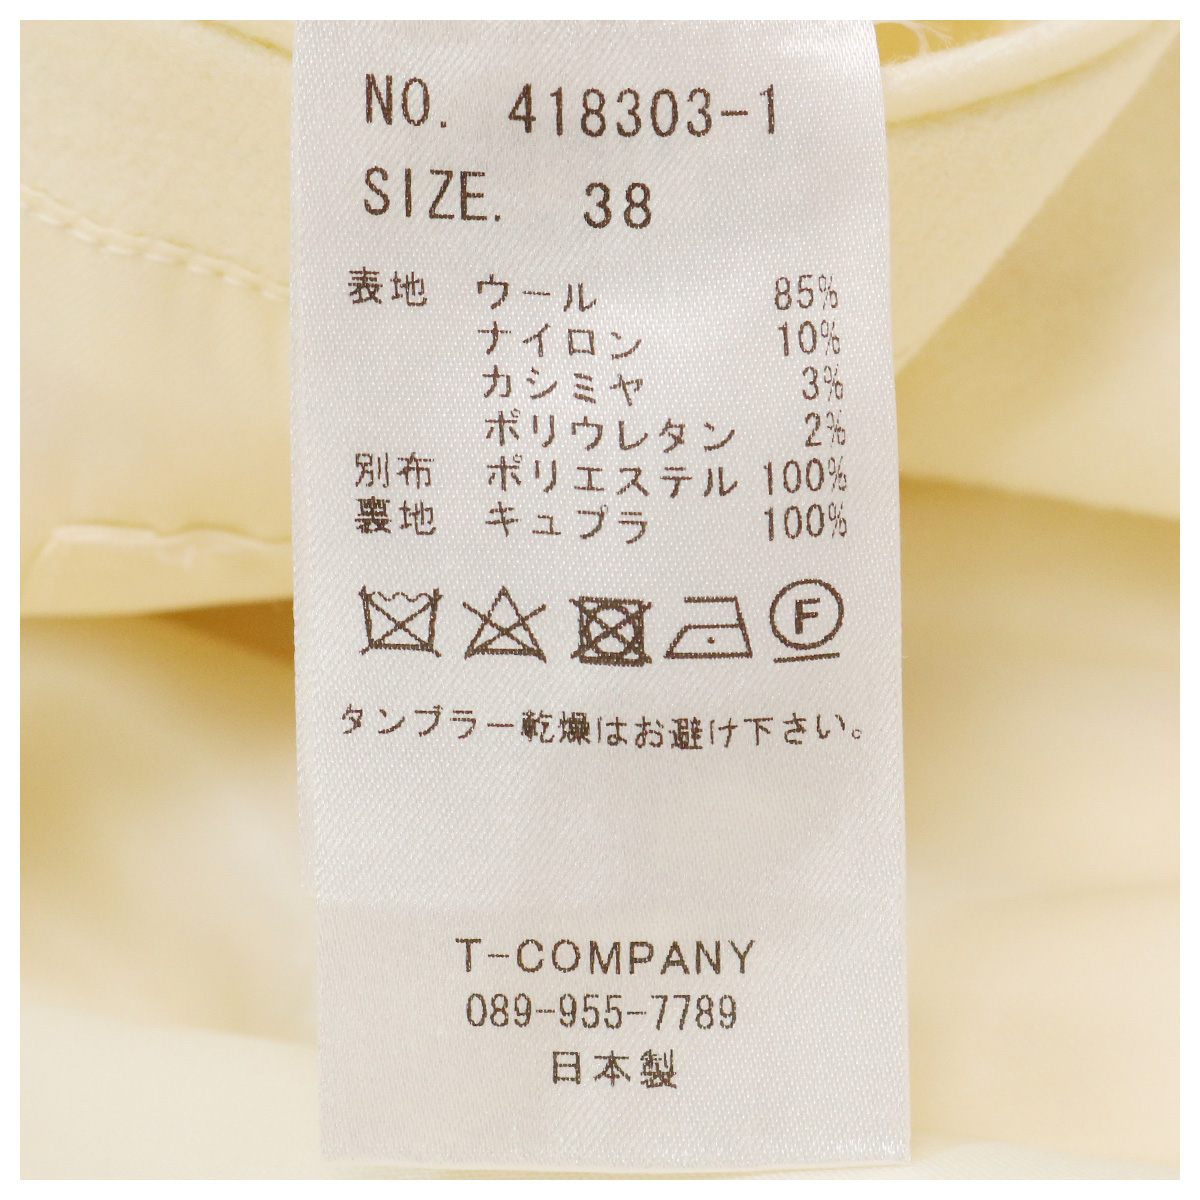 NO. 418303-1
SIZE. 38
表地 ウール 85%
ナイロン 10%
カシミヤ 3%
ポリウレタン 2%
別布 ポリエステル 100%
裏地 キュプラ 100%
F
タンブラー乾燥はお避け下さい。
T-COMPANY
089-955-7789
日本製